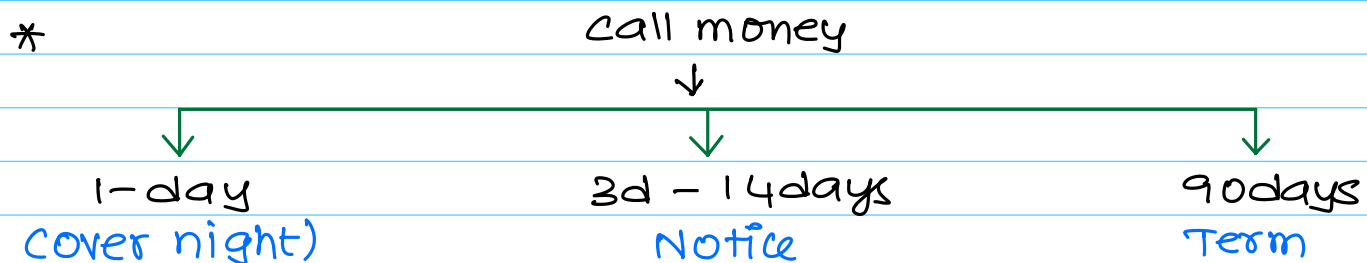 * call money
1-day 3d - 14days 90days
(over night) Notice Term